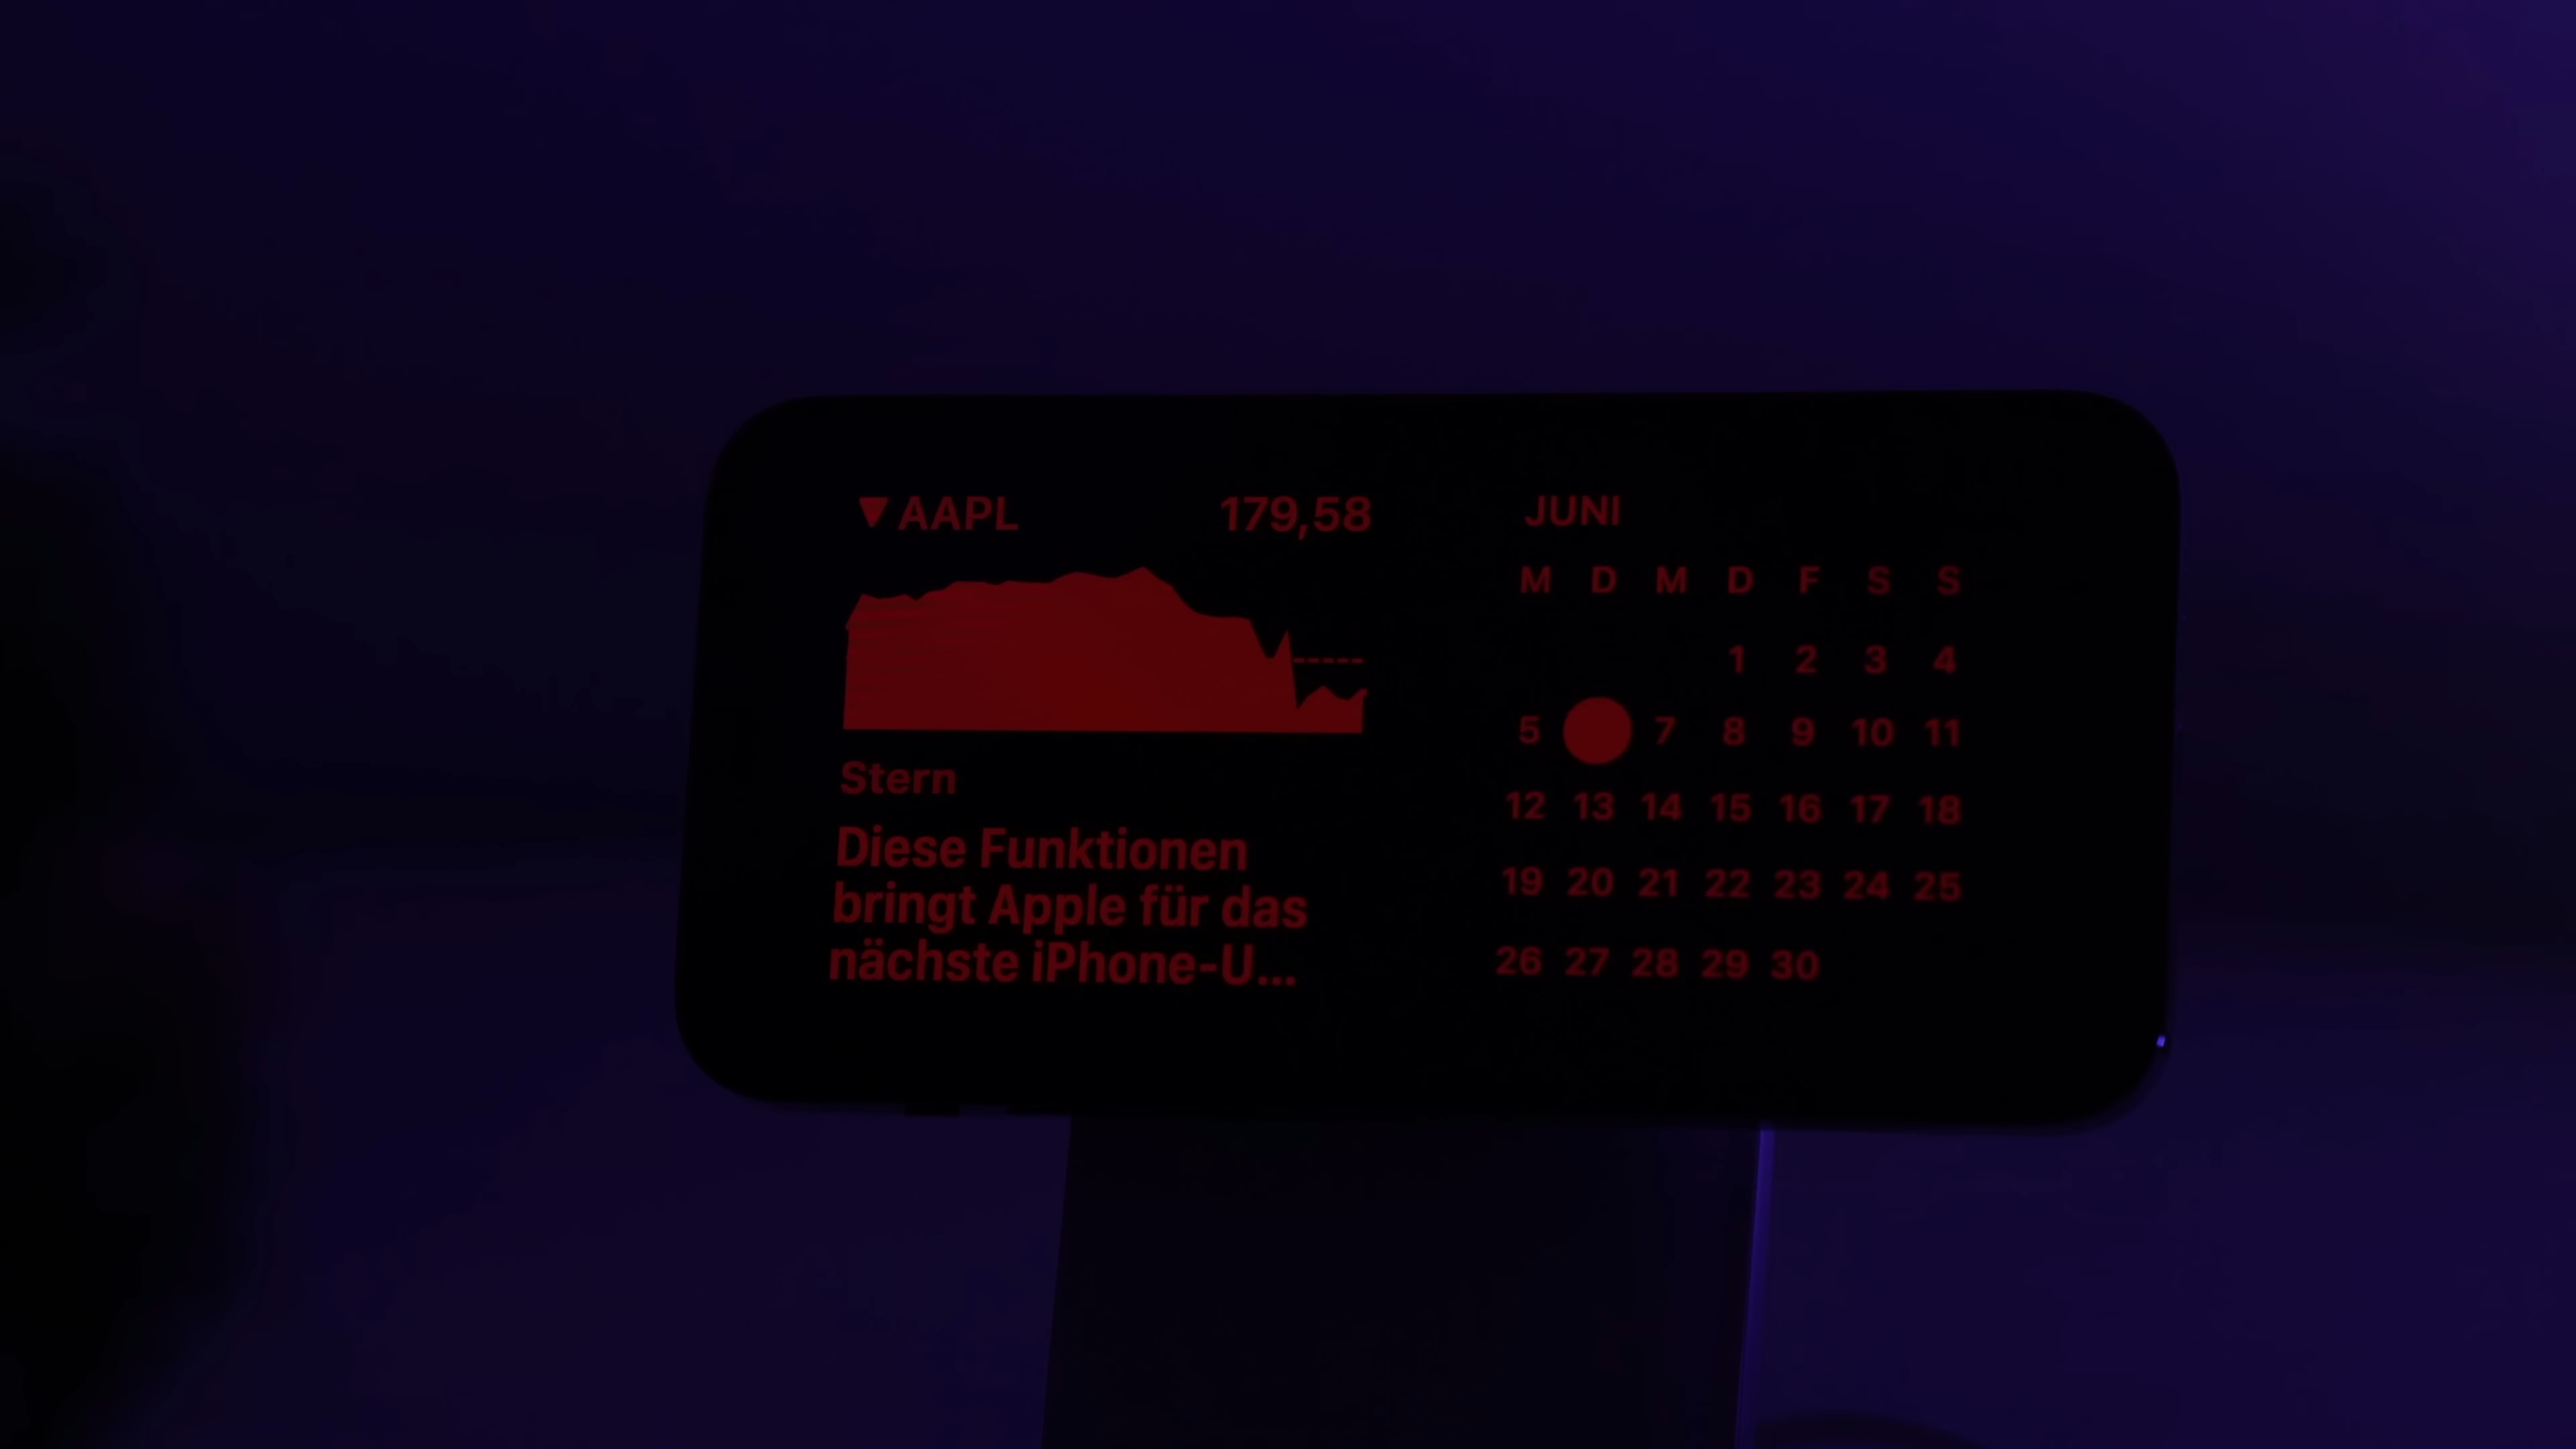 ▼ AAPL 179,58
Stern
Diese Funktionen
bringt Apple für das
nächste iPhone-U...
JUNI
M D M D F S S
1 2 3 4
5 7 8 9 10 11
12 13 14 15 16 17 18
19 20 21 22 23 24 25
26 27 28 29 30